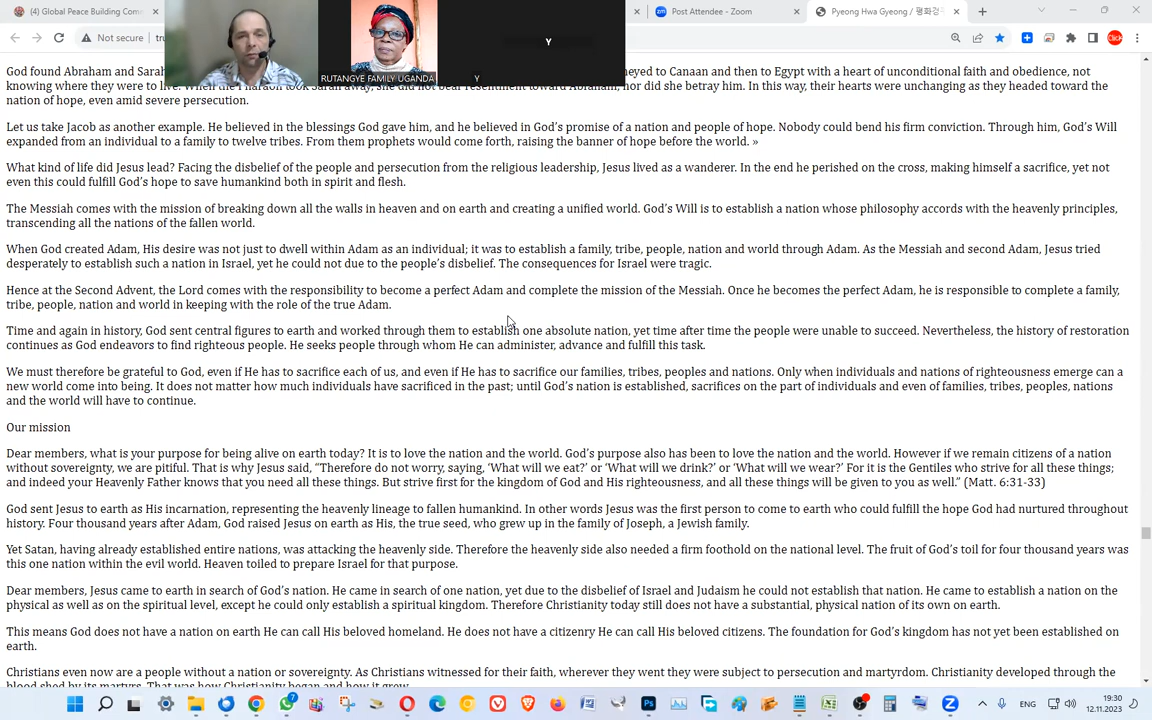 (4) Global Peace Building Com
Post Attendee - Zoom
Pyeong Hwa Gyeong / 평화경
Not secure
tru
RUTANGYE FAMILY UGANDA
Y
Y
God found Abraham and Sarah
neyed to Canaan and then to Egypt with a heart of unconditional faith and obedience, not
knowing where they were to live. When the Pharaoh took Sarah away, she did not bear resentment toward Abraham, nor did she betray him. In this way, their hearts were unchanging as they headed toward the
nation of hope, even amid severe persecution.
Let us take Jacob as another example. He believed in the blessings God gave him, and he believed in God's promise of a nation and people of hope. Nobody could bend his firm conviction. Through him, God's Will
expanded from an individual to a family to twelve tribes. From them prophets would come forth, raising the banner of hope before the world. »
What kind of life did Jesus lead? Facing the disbelief of the people and persecution from the religious leadership, Jesus lived as a wanderer. In the end he perished on the cross, making himself a sacrifice, yet not
even this could fulfill God's hope to save humankind both in spirit and flesh.
The Messiah comes with the mission of breaking down all the walls in heaven and on earth and creating a unified world. God's Will is to establish a nation whose philosophy accords with the heavenly principles,
transcending all the nations of the fallen world.
When God created Adam, His desire was not just to dwell within Adam as an individual; it was to establish a family, tribe, people, nation and world through Adam. As the Messiah and second Adam, Jesus tried
desperately to establish such a nation in Israel, yet he could not due to the people's disbelief. The consequences for Israel were tragic.
Hence at the Second Advent, the Lord comes with the responsibility to become a perfect Adam and complete the mission of the Messiah. Once he becomes the perfect Adam, he is responsible to complete a family,
tribe, people, nation and world in keeping with the role of the true Adam.
Time and again in history, God sent central figures to earth and worked through them to establish one absolute nation, yet time after time the people were unable to succeed. Nevertheless, the history of restoration
continues as God endeavors to find righteous people. He seeks people through whom He can administer, advance and fulfill this task.
We must therefore be grateful to God, even if He has to sacrifice each of us, and even if He has to sacrifice our families, tribes, peoples and nations. Only when individuals and nations of righteousness emerge can a
new world come into being. It does not matter how much individuals have sacrificed in the past; until God's nation is established, sacrifices on the part of individuals and even of families, tribes, peoples, nations
and the world will have to continue.
Our mission
Dear members, what is your purpose for being alive on earth today? It is to love the nation and the world. God's purpose also has been to love the nation and the world. However if we remain citizens of a nation
without sovereignty, we are pitiful. That is why Jesus said, "Therefore do not worry, saying, 'What will we eat?' or 'What will we drink?' or 'What will we wear?' For it is the Gentiles who strive for all these things;
and indeed your Heavenly Father knows that you need all these things. But strive first for the kingdom of God and His righteousness, and all these things will be given to you as well." (Matt. 6:31-33)
God sent Jesus to earth as His incarnation, representing the heavenly lineage to fallen humankind. In other words Jesus was the first person to come to earth who could fulfill the hope God had nurtured throughout
history. Four thousand years after Adam, God raised Jesus on earth as His, the true seed, who grew up in the family of Joseph, a Jewish family.
Yet Satan, having already established entire nations, was attacking the heavenly side. Therefore the heavenly side also needed a firm foothold on the national level. The fruit of God's toil for four thousand years was
this one nation within the evil world. Heaven toiled to prepare Israel for that purpose.
Dear members, Jesus came to earth in search of God's nation. He came in search of one nation, yet due to the disbelief of Israel and Judaism he could not establish that nation. He came to establish a nation on the
physical as well as on the spiritual level, except he could only establish a spiritual kingdom. Therefore Christianity today still does not have a substantial, physical nation of its own on earth.
This means God does not have a nation on earth He can call His beloved homeland. He does not have a citizenry He can call His beloved citizens. The foundation for God's kingdom has not yet been established on
earth.
Christians even now are a people without a nation or sovereignty. As Christians witnessed for their faith, wherever they went they were subject to persecution and martyrdom. Christianity developed through the
blood shed by its martyrs. That was how Christianity began and how it grew
ENG
19:30
12.11.2023